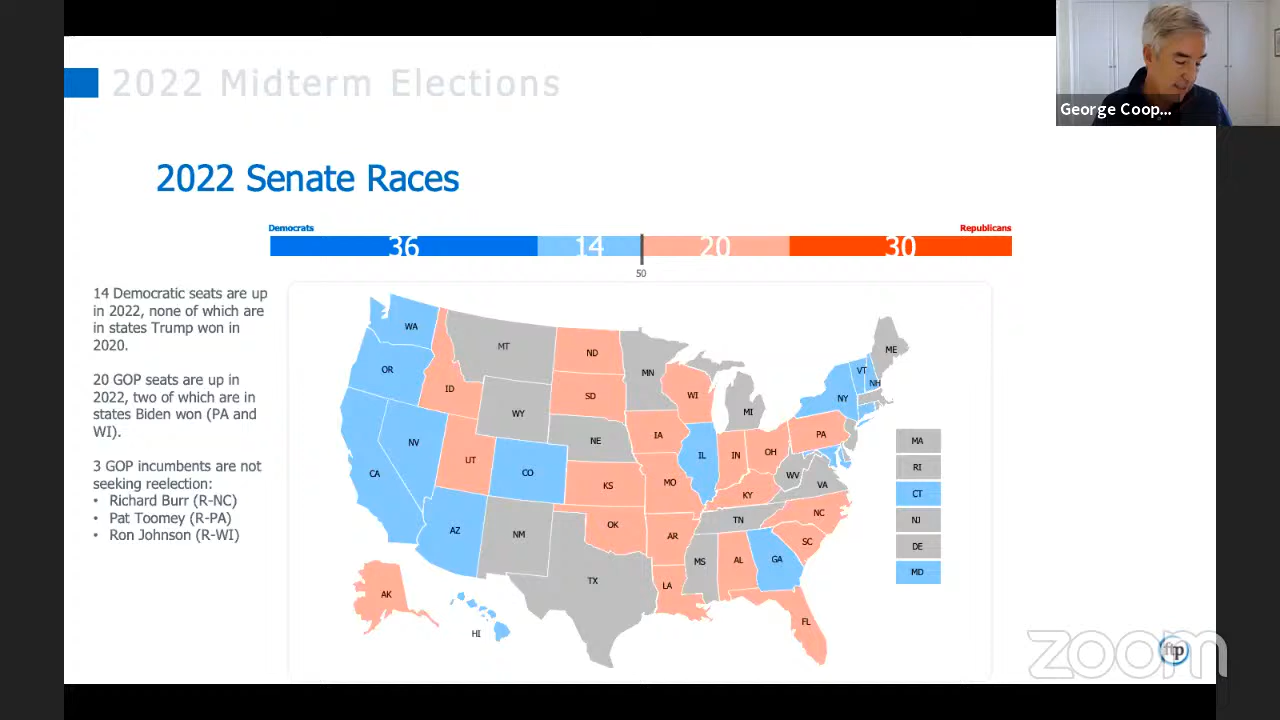 George Coop...
2022 Midterm Elections
2022 Senate Races
Democrats
Republicans
36
14
20
30
50
14 Democratic seats are up
in 2022, none of which are
in states Trump won in
2020.
20 GOP seats are up in
2022, two of which are in
states Biden won (PA and
WI).
3 GOP incumbents are not
seeking reelection:
• Richard Burr (R-NC)
• Pat Toomey (R-PA)
• Ron Johnson (R-WI)
WA
MT
ND
MN
ME
OR
ID
SD
WI
MI
VT
NH
NY
WY
NV
UT
CO
NE
IA
IL
IN
OH
PA
CA
KS
MO
KY
WV
VA
AZ
NM
OK
AR
TN
NC
SC
TX
LA
MS
AL
GA
FL
AK
HI
MA
RI
CT
NJ
DE
MD
zoom
ftp